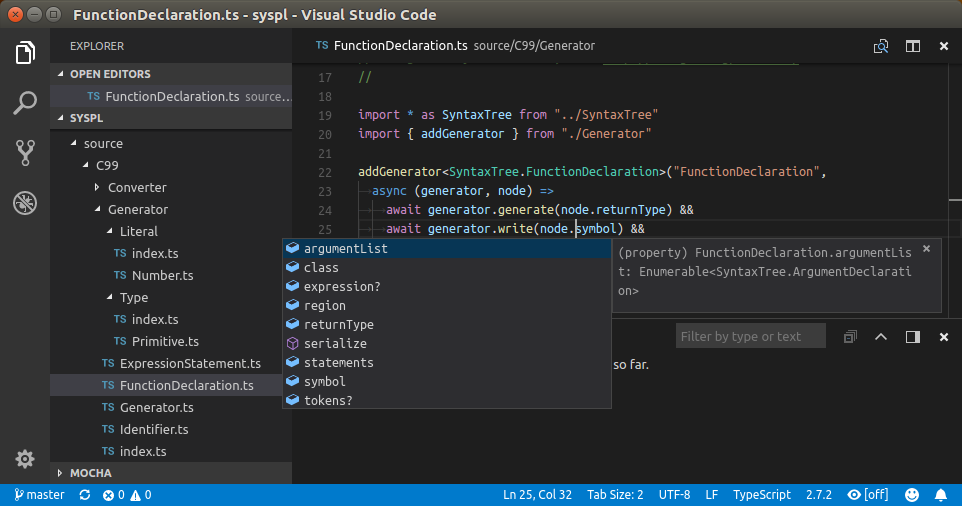 FunctionDeclaration.ts - syspl - Visual Studio Code
EXPLORER
OPEN EDITORS
TS FunctionDeclaration.ts source...
SYSPL
source
C99
Converter
Generator
Literal
TS index.ts
TS Number.ts
Type
TS index.ts
TS Primitive.ts
TS ExpressionStatement.ts
TS FunctionDeclaration.ts
TS Generator.ts
TS Identifier.ts
TS index.ts
MOCHA
TS FunctionDeclaration.ts source/C99/Generator
17 //
18
19 import * as SyntaxTree from "../SyntaxTree"
20 import { addGenerator } from "./Generator"
21
22 addGenerator<SyntaxTree.FunctionDeclaration>("FunctionDeclaration",
23 async (generator, node) =>
24 await generator.generate(node.returnType) &&
25 await generator.write(node.symbol) &&
argumentList
class
expression?
region
returnType
serialize
statements
symbol
tokens?
(property) FunctionDeclaration.argumentLis
t: Enumerable<SyntaxTree.ArgumentDeclarati
on>
Filter by type or text
so far.
master 0 0 Ln 25, Col 32 Tab Size: 2 UTF-8 LF TypeScript 2.7.2 [off]